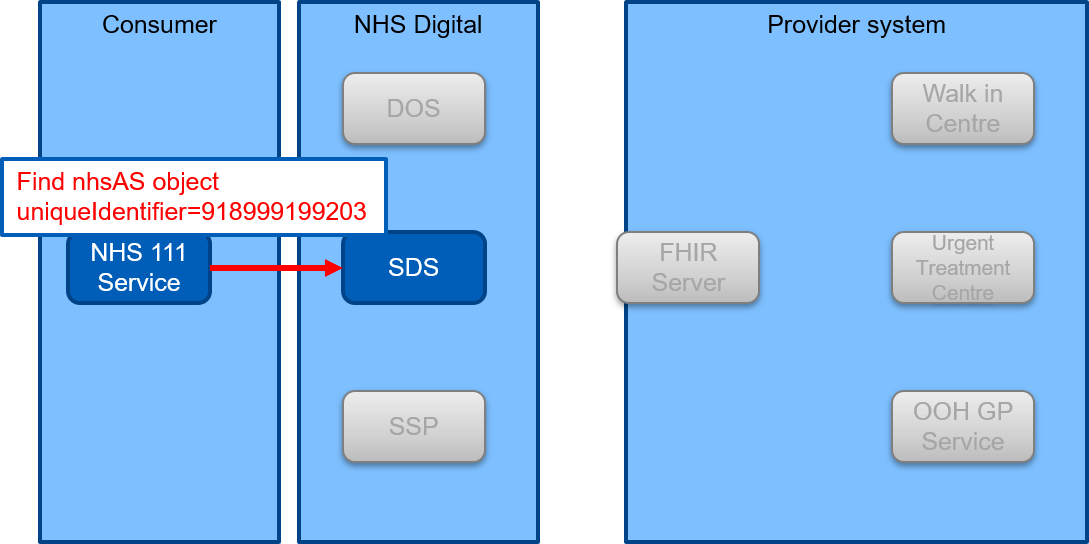 Consumer
NHS Digital
Provider system
DOS
Walk in
Centre
Find nhsAS object
uniqueIdentifier=918999199203
NHS 111
Service
SDS
FHIR
Server
Urgent
Treatment
Centre
SSP
OOH GP
Service